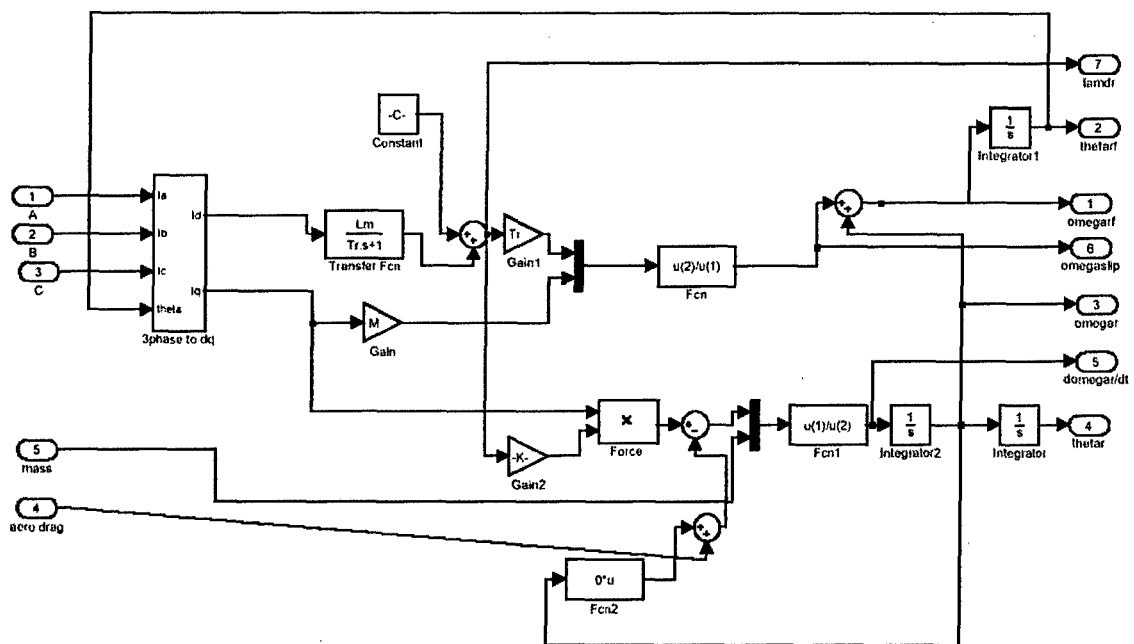 7
lamdr
-C-
Constant
1
s
Integrator1
2
thetarf
1
A
2
B
3
C
Ia
Ib
Ic
theta
Id
Iq
3phase to dq
Lm
Tr.s+1
Transfer Fcn
+
+
Tr
Gain1
M
Gain
u(2)/u(1)
Fcn
+
+
1
omegarf
6
omegaslip
3
omegar
5
domegar/dt
5
mass
4
aero drag
-K-
Gain2
×
Force
+
-
u(1)/u(2)
Fcn1
1
s
Integrator2
1
s
Integrator
4
thetar
+
+
0*u
Fcn2